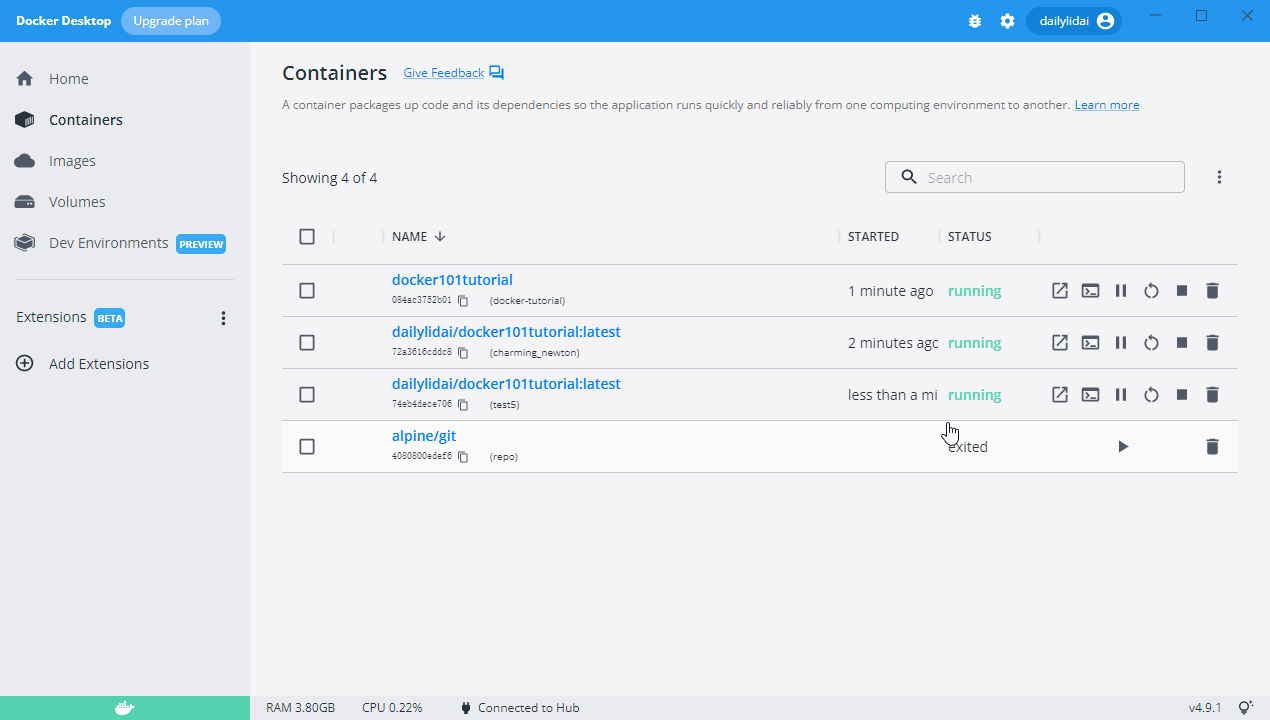 Docker Desktop
Upgrade plan
dailylidai
Home
Containers
Images
Volumes
Dev Environments PREVIEW
Extensions BETA
Add Extensions
Containers Give Feedback
A container packages up code and its dependencies so the application runs quickly and reliably from one computing environment to another. Learn more
Showing 4 of 4
Search
NAME STARTED STATUS
docker101tutorial
084ac3752b01 (docker-tutorial)
1 minute ago running
dailylidai/docker101tutorial:latest
72a3616cddc8 (charming_newton)
2 minutes agc running
dailylidai/docker101tutorial:latest
74eb4dece706 (test5)
less than a mi running
alpine/git
4080800edef6 (repo)
exited
RAM 3.80GB CPU 0.22% Connected to Hub v4.9.1